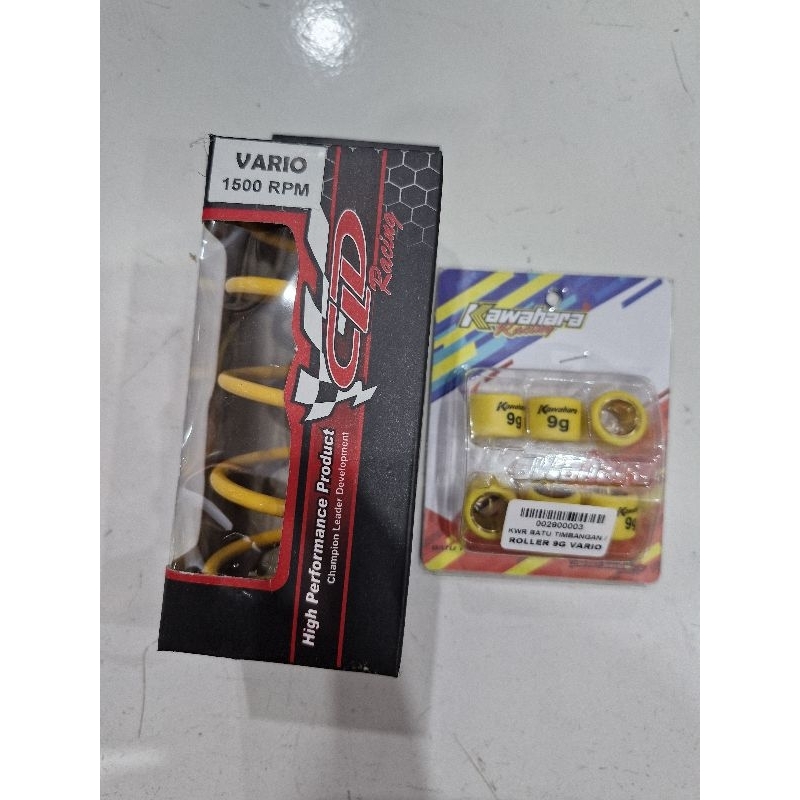 VARIO
1500 RPM
CLD
Racing
High Performance Product
Champion Leader Development
Kawahara
Racing
Kawahara
9g
Kawahara
9g
9g
002900003
KWR BATU TIMBANGAN /
ROLLER 9G VARIO